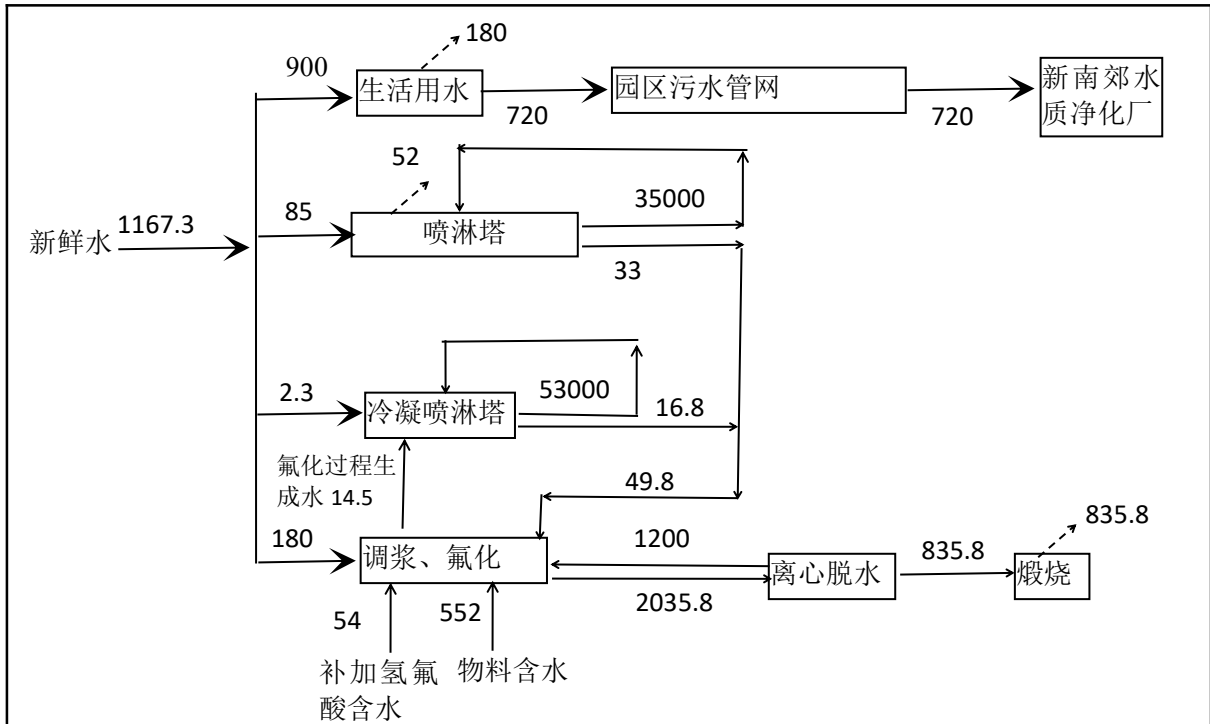 180
900
生活用水
园区污水管网
新南郊水
质净化厂
720
720
52
35000
新鲜水
1167.3
85
喷淋塔
33
2.3
冷凝喷淋塔
53000
16.8
氟化过程生
成水 14.5
49.8
835.8
180
调浆、氟化
1200
离心脱水
835.8
煅烧
2035.8
54
552
补加氢氟
酸含水
物料含水